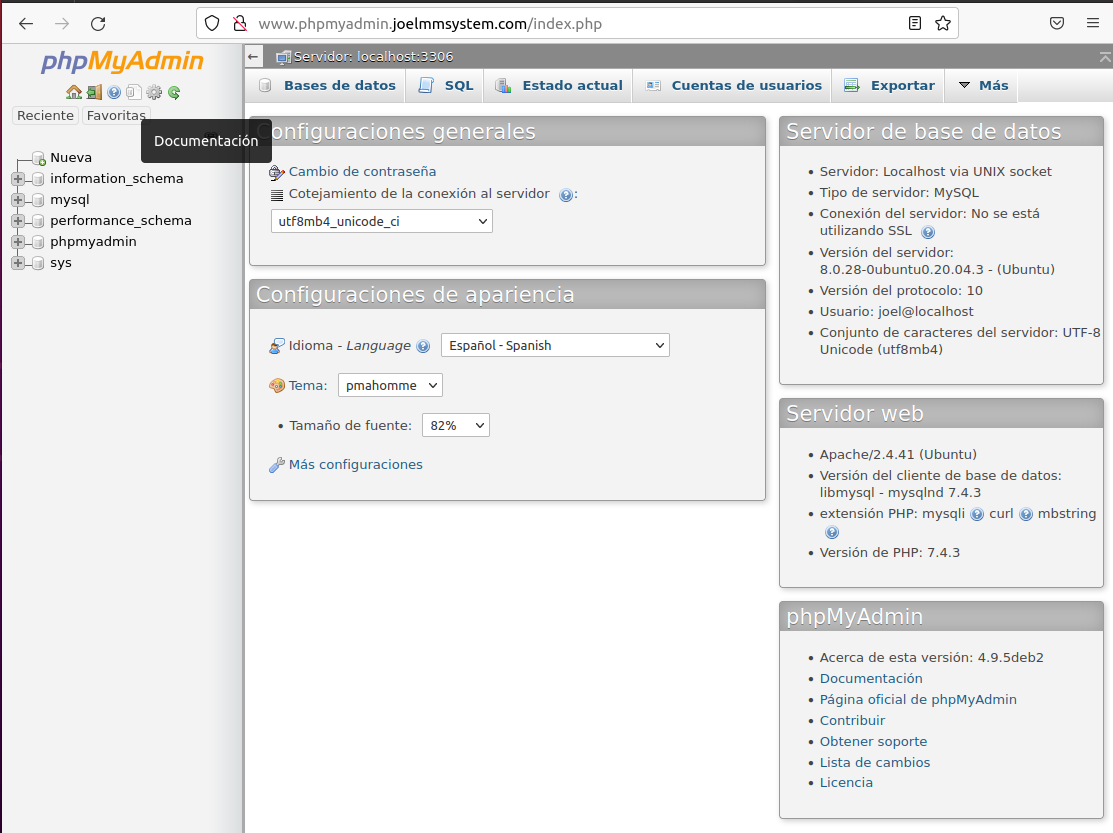 www.phpmyadmin.joelmmsystem.com/index.php
phpMyAdmin
Reciente Favoritas
Documentación
Nueva
information_schema
mysql
performance_schema
phpmyadmin
sys
Servidor: localhost:3306
Bases de datos SQL Estado actual Cuentas de usuarios Exportar Más
onfiguraciones generales
Cambio de contraseña
Cotejamiento de la conexión al servidor :
utf8mb4_unicode_ci
Configuraciones de apariencia
Idioma - Language Español - Spanish
Tema: pmahomme
• Tamaño de fuente: 82%
Más configuraciones
Servidor de base de datos
• Servidor: Localhost via UNIX socket
• Tipo de servidor: MySQL
• Conexión del servidor: No se está
utilizando SSL
• Versión del servidor:
8.0.28-0ubuntu0.20.04.3 - (Ubuntu)
• Versión del protocolo: 10
• Usuario: joel@localhost
• Conjunto de caracteres del servidor: UTF-8
Unicode (utf8mb4)
Servidor web
• Apache/2.4.41 (Ubuntu)
• Versión del cliente de base de datos:
libmysql - mysqlnd 7.4.3
• extensión PHP: mysqli curl mbstring
• Versión de PHP: 7.4.3
phpMyAdmin
• Acerca de esta versión: 4.9.5deb2
• Documentación
• Página oficial de phpMyAdmin
• Contribuir
• Obtener soporte
• Lista de cambios
• Licencia